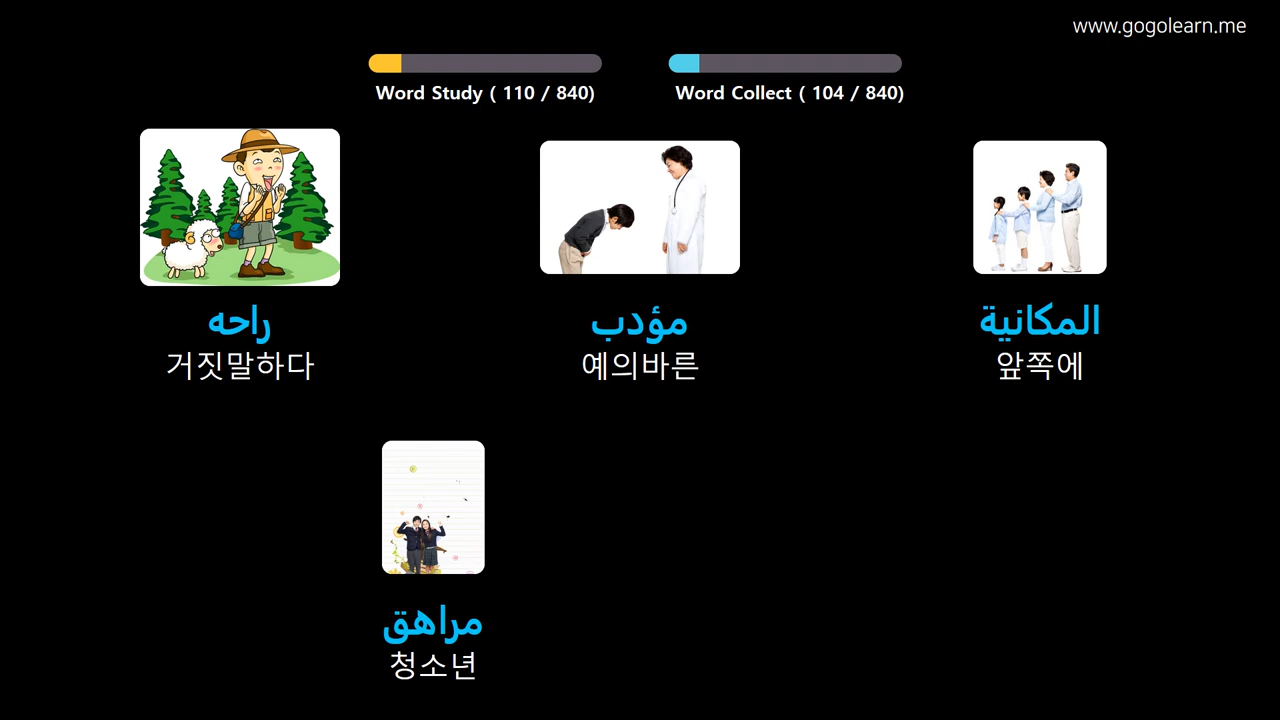 www.gogolearn.me
Word Study ( 110 / 840)
Word Collect ( 104 / 840)
راحه
거짓말하다
مؤدب
예의바른
المكانية
앞쪽에
مراهق
청소년